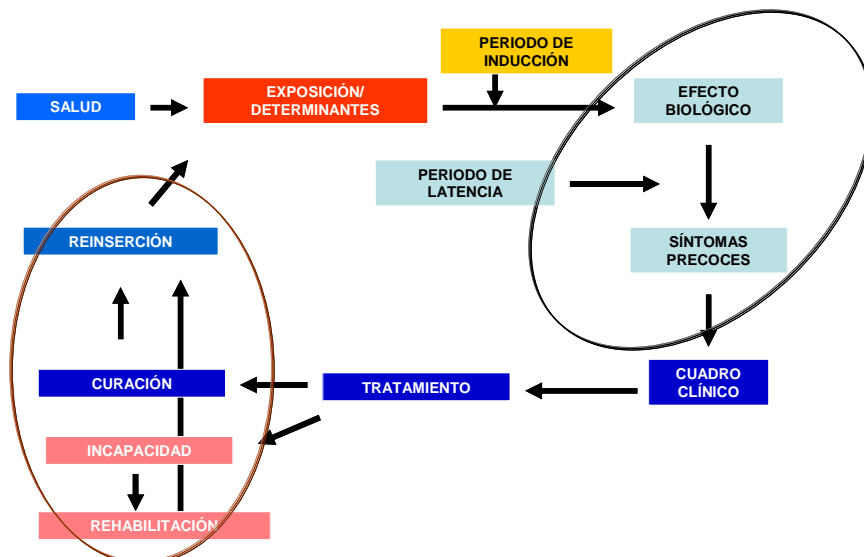 PERIODO DE
INDUCCIÓN
SALUD
EXPOSICIÓN/
DETERMINANTES
EFECTO
BIOLÓGICO
PERIODO DE
LATENCIA
REINSERCIÓN
SÍNTOMAS
PRECOCES
CURACIÓN
TRATAMIENTO
CUADRO
CLÍNICO
INCAPACIDAD
REHABILITACIÓN